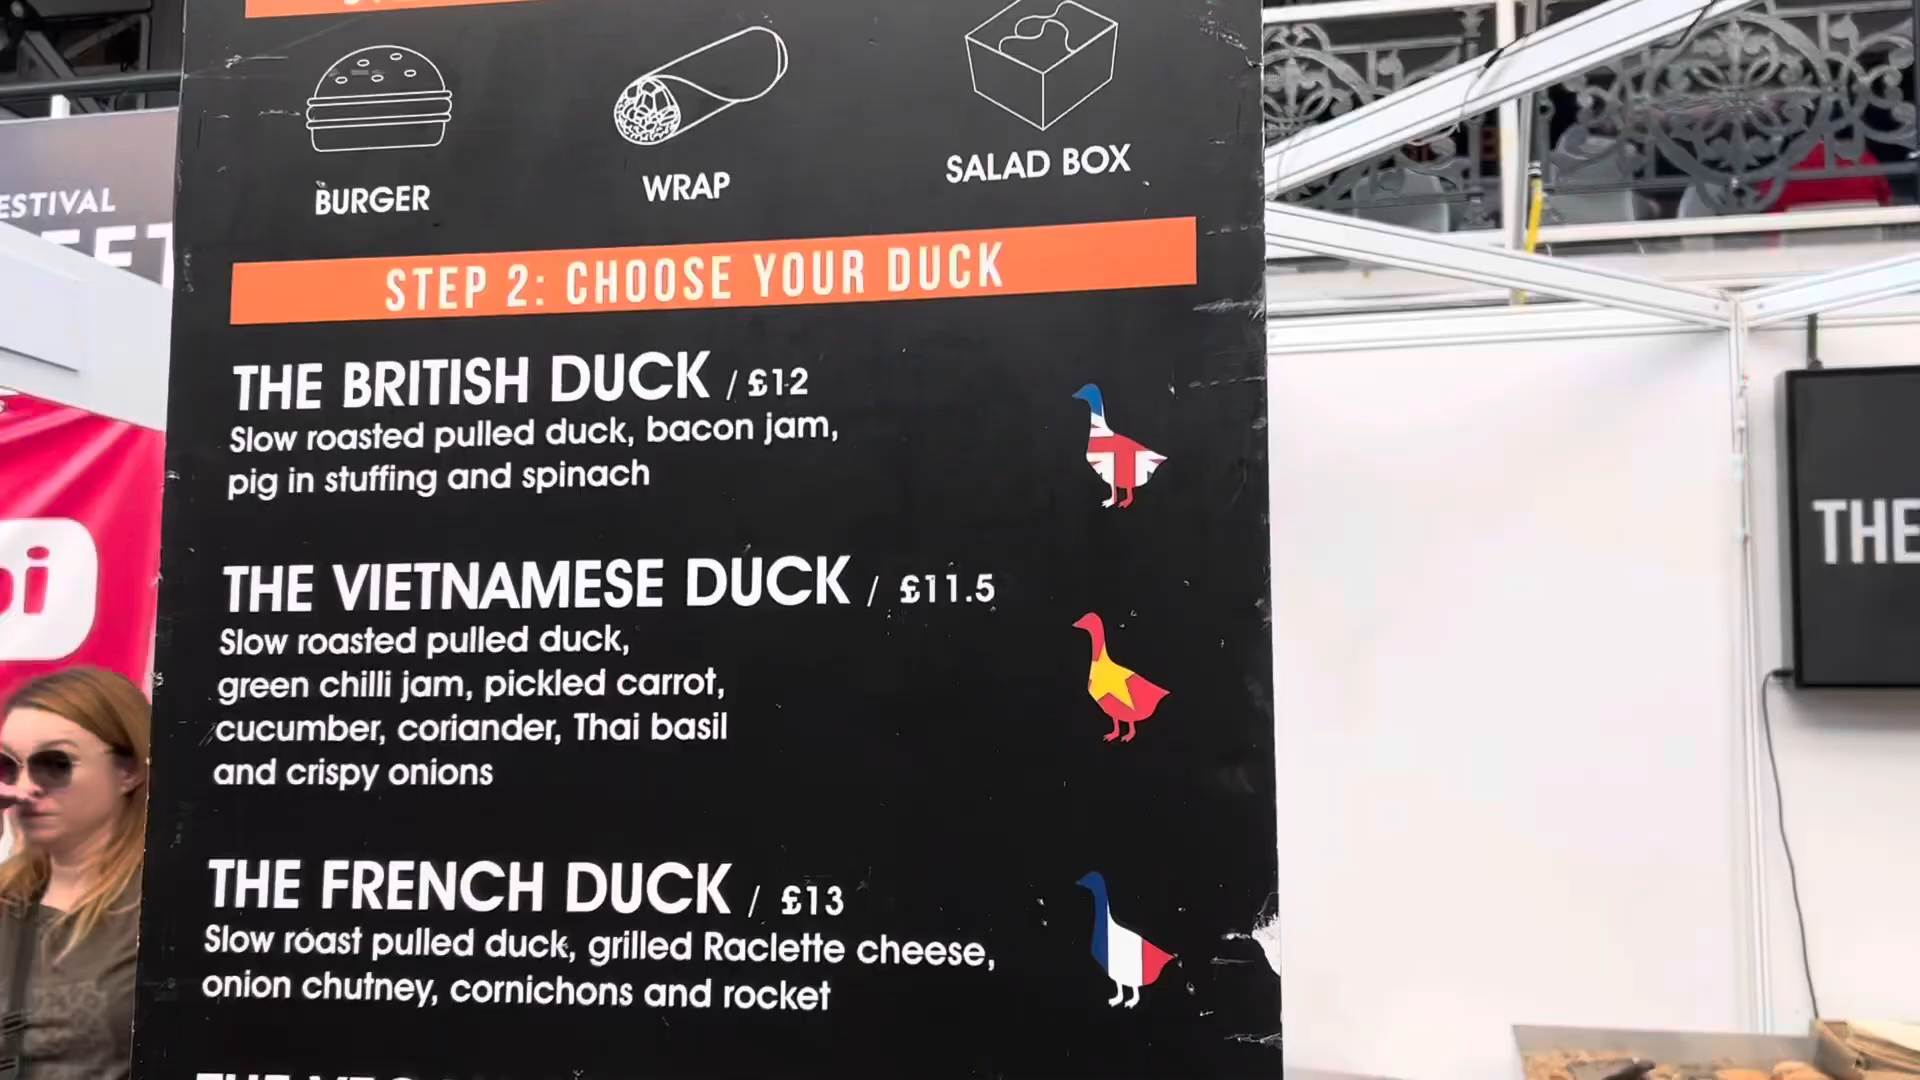 BURGER
WRAP
SALAD BOX
STEP 2: CHOOSE YOUR DUCK
THE BRITISH DUCK / £12
Slow roasted pulled duck, bacon jam,
pig in stuffing and spinach
THE VIETNAMESE DUCK / £11.5
Slow roasted pulled duck,
green chilli jam, pickled carrot,
cucumber, coriander, Thai basil
and crispy onions
THE FRENCH DUCK / £13
Slow roast pulled duck, grilled Raclette cheese,
onion chutney, cornichons and rocket
ESTIVAL
THE